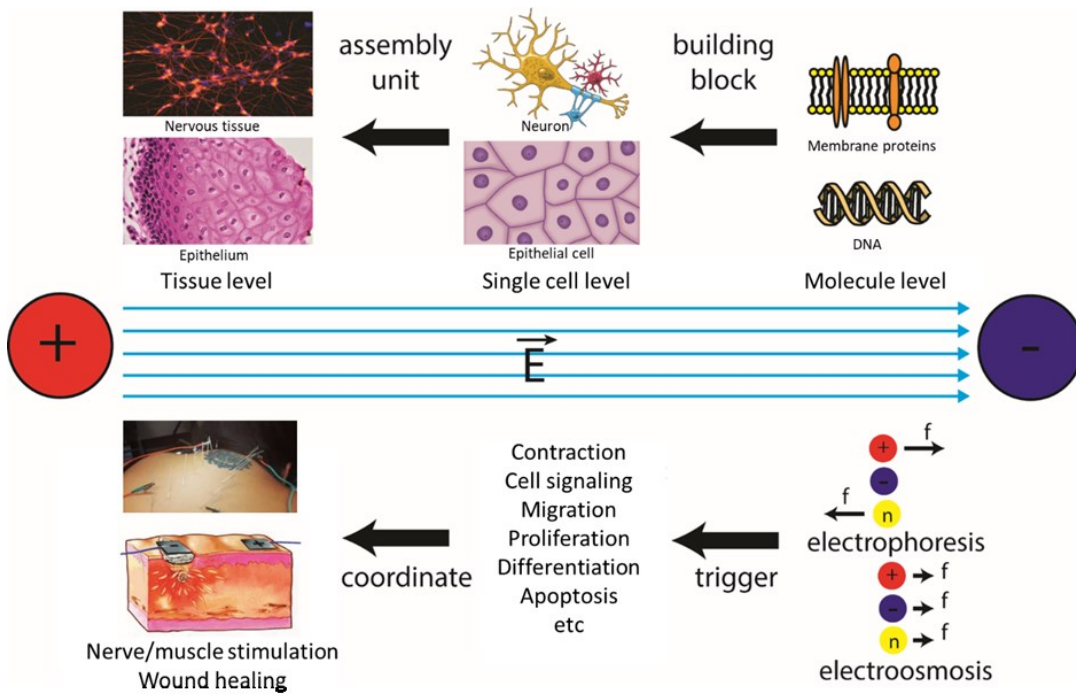 assembly
unit
building
block
Nervous tissue
Neuron
Membrane proteins
Epithelium
Epithelial cell
DNA
Tissue level
Single cell level
Molecule level
+
E
-
f
+
-
f
n
electrophoresis
+ f
- f
n f
electroosmosis
trigger
Contraction
Cell signaling
Migration
Proliferation
Differentiation
Apoptosis
etc
coordinate
- +
Nerve/muscle stimulation
Wound healing